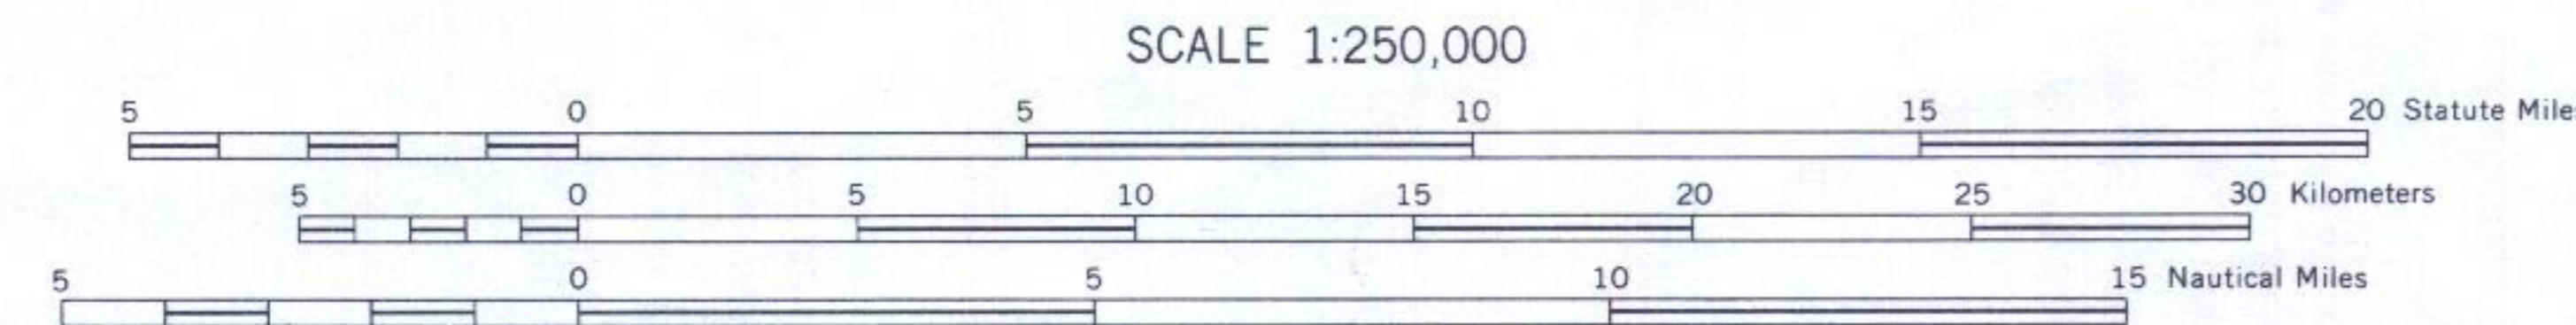 SCALE 1:250,000
5 0 5 10 15 20 Statute Mile
5 0 5 10 15 20 25 30 Kilometers
5 0 5 10 15 Nautical Miles